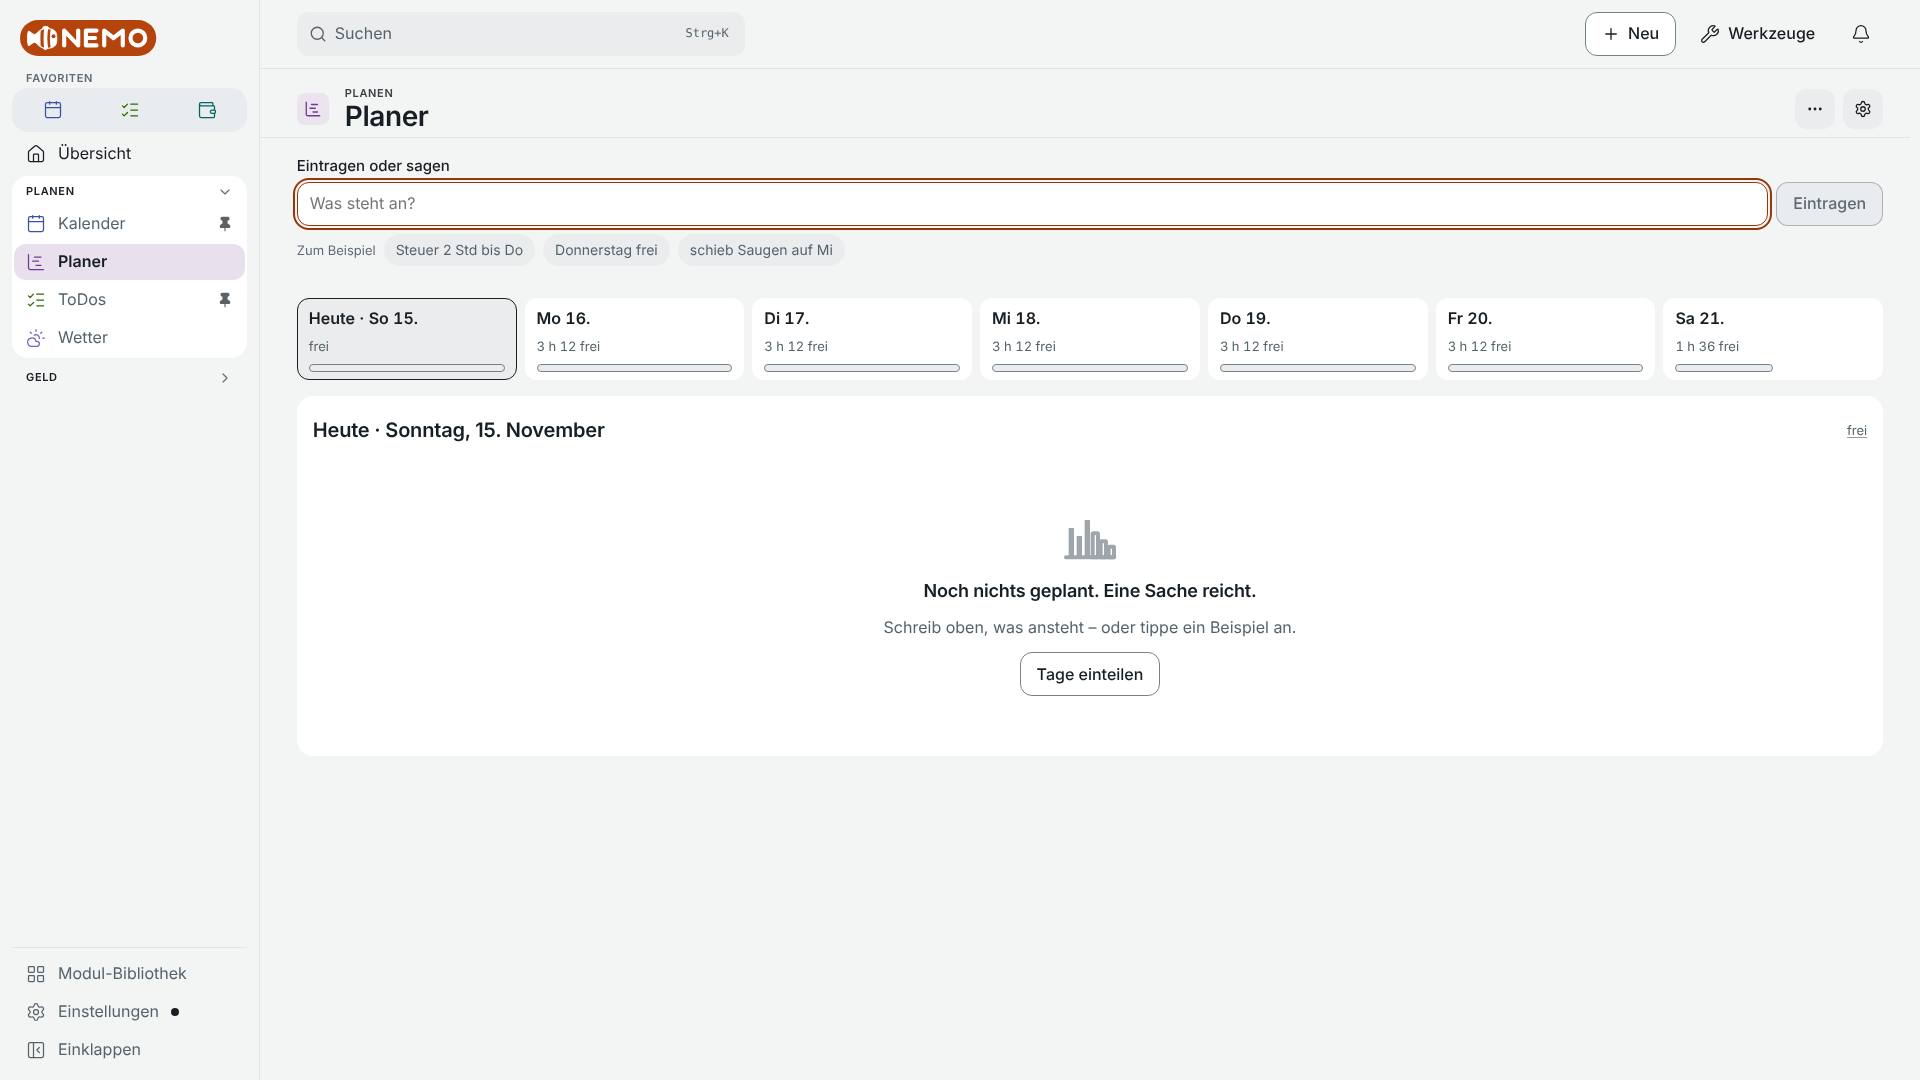 NEMO
FAVORITEN
Übersicht
PLANEN
Kalender
Planer
ToDos
Wetter
GELD
Modul-Bibliothek
Einstellungen
Einklappen
Suchen Strg+K
Neu
Werkzeuge
PLANEN
Planer
Eintragen oder sagen
Was steht an?
Eintragen
Zum Beispiel Steuer 2 Std bis Do Donnerstag frei schieb Saugen auf Mi
Heute · So 15.
frei
Mo 16.
3 h 12 frei
Di 17.
3 h 12 frei
Mi 18.
3 h 12 frei
Do 19.
3 h 12 frei
Fr 20.
3 h 12 frei
Sa 21.
1 h 36 frei
Heute · Sonntag, 15. November
frei
Noch nichts geplant. Eine Sache reicht.
Schreib oben, was ansteht – oder tippe ein Beispiel an.
Tage einteilen